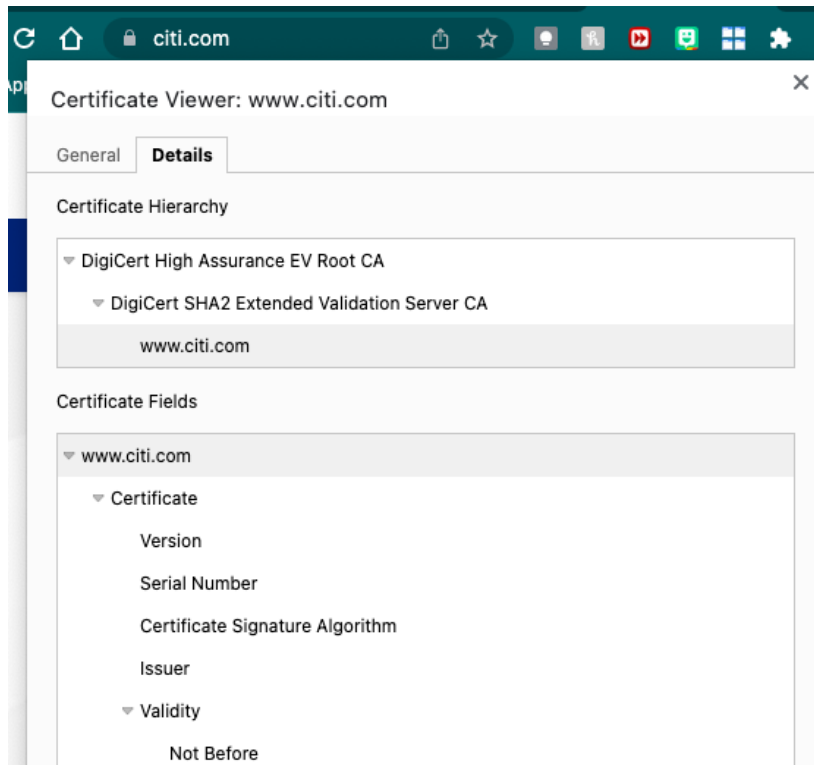 citi.com
App
Certificate Viewer: www.citi.com
General Details
Certificate Hierarchy
DigiCert High Assurance EV Root CA
DigiCert SHA2 Extended Validation Server CA
www.citi.com
Certificate Fields
www.citi.com
Certificate
Version
Serial Number
Certificate Signature Algorithm
Issuer
Validity
Not Before